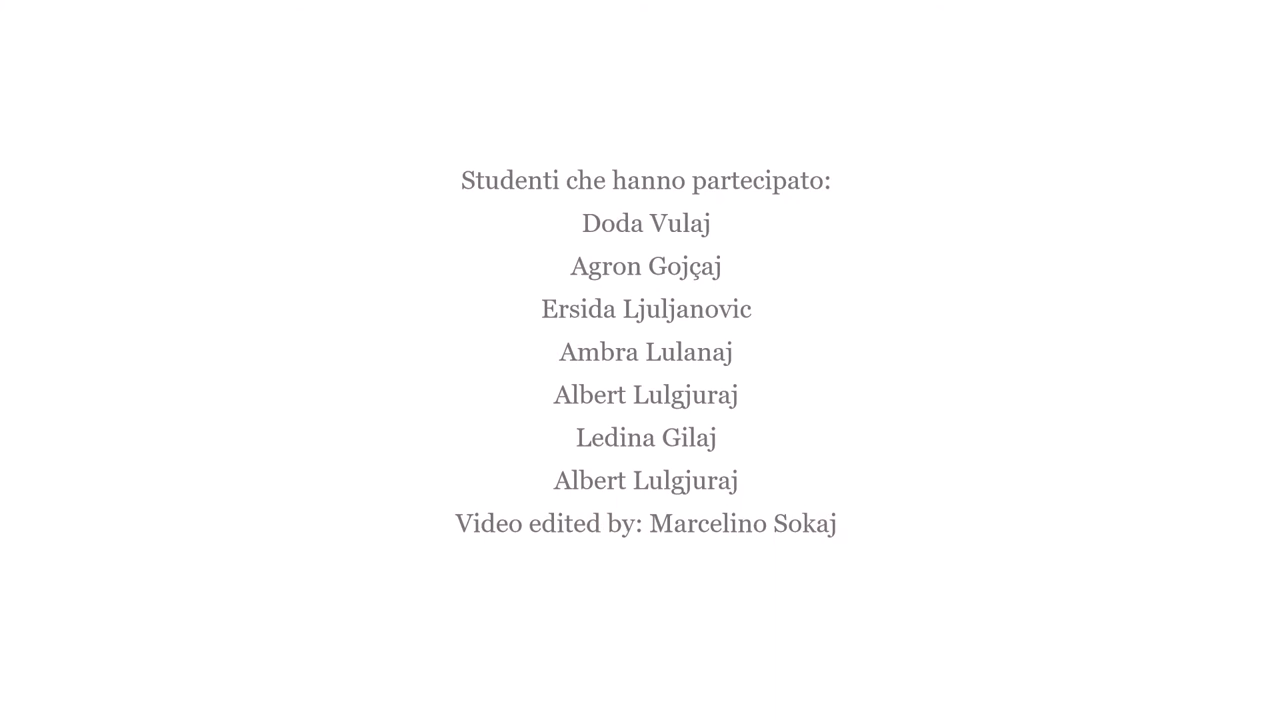 Studenti che hanno partecipato:
Doda Vulaj
Agron Gojçaj
Ersida Ljuljanovic
Ambra Lulanaj
Albert Lulgjuraj
Ledina Gilaj
Albert Lulgjuraj
Video edited by: Marcelino Sokaj